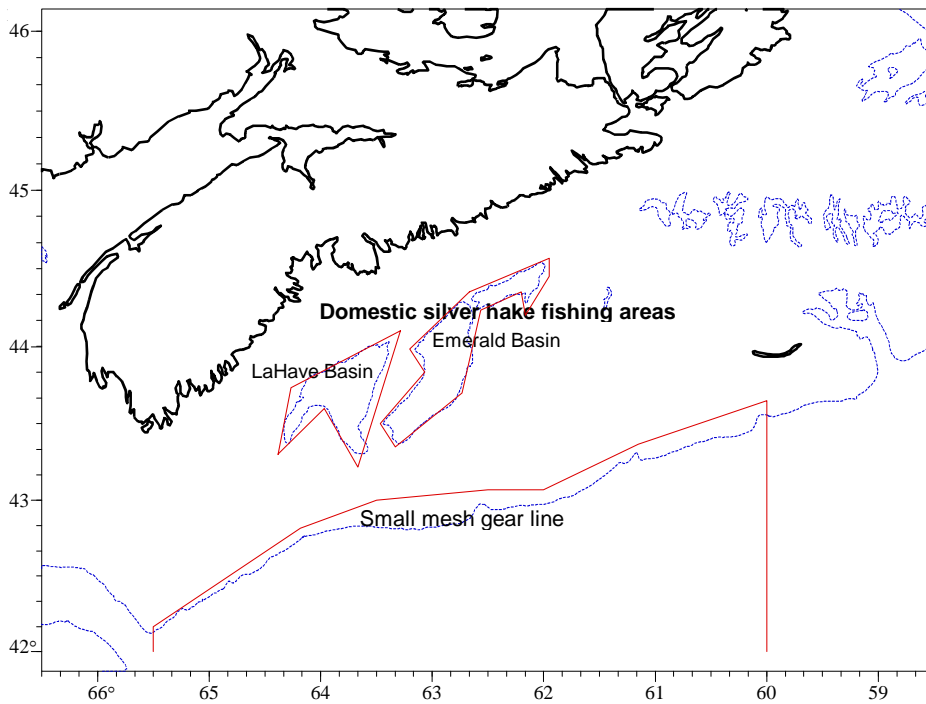 46
45
Domestic silver hake fishing areas
Emerald Basin
44
LaHave Basin
43
Small mesh gear line
42°
66° 65 64 63 62 61 60 59